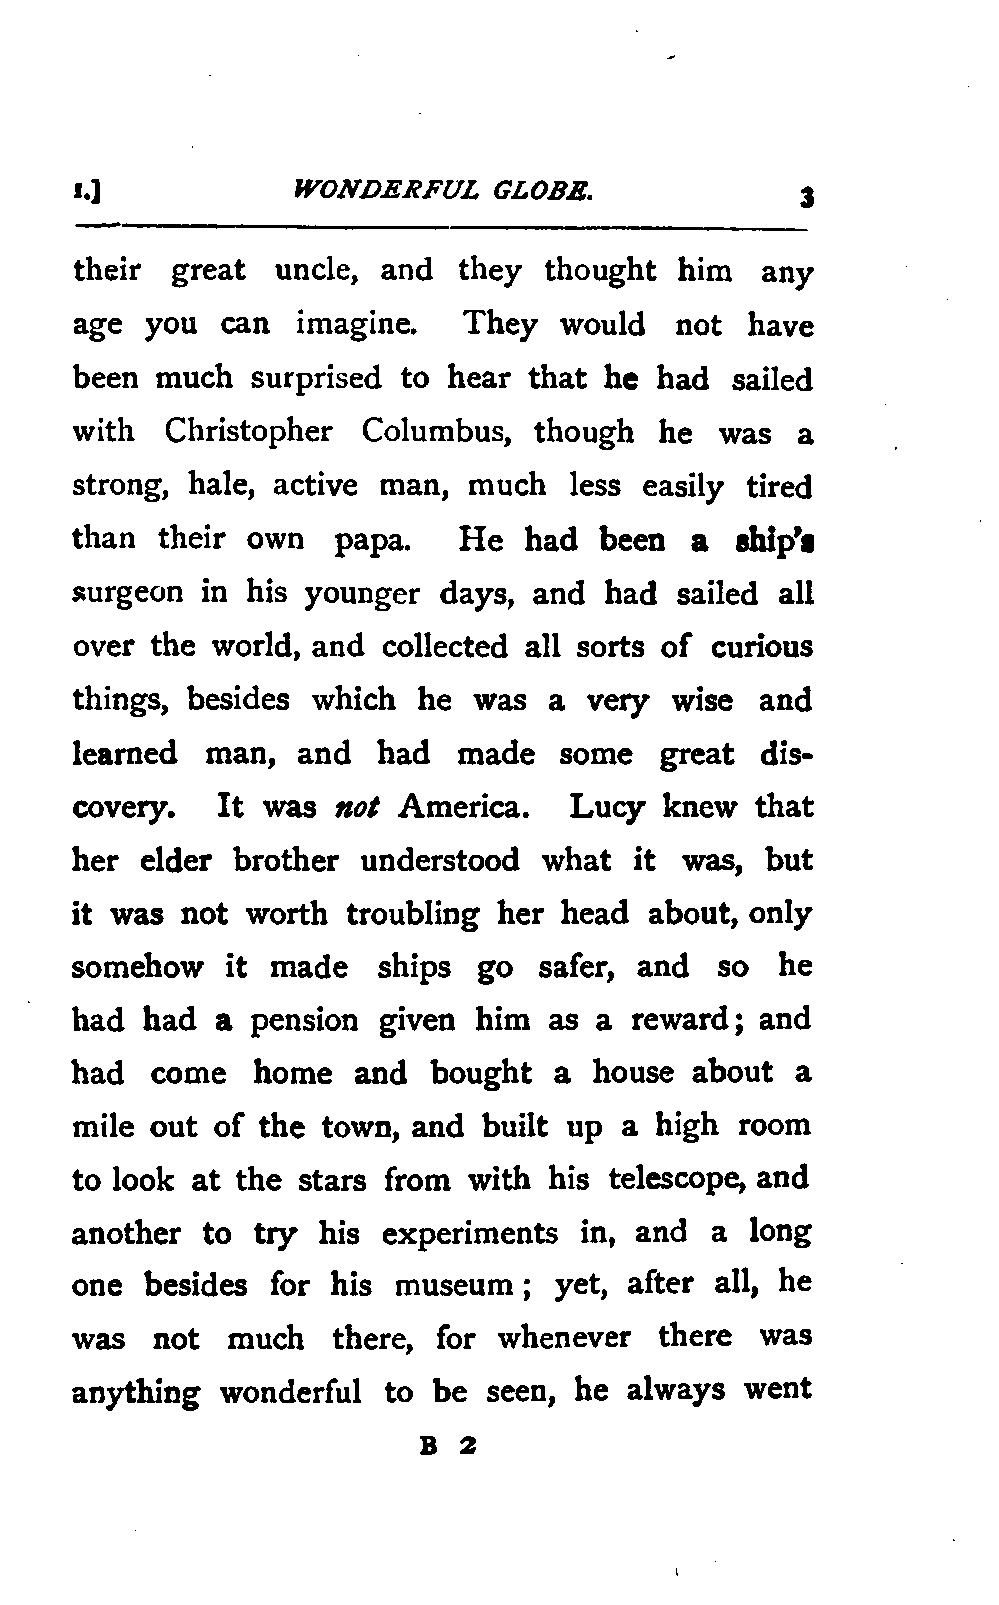 I.] WONDERFUL GLOBE. 3
their great uncle, and they thought him any
age you can imagine. They would not have
been much surprised to hear that he had sailed
with Christopher Columbus, though he was a
strong, hale, active man, much less easily tired
than their own papa. He had been a ship's
surgeon in his younger days, and had sailed all
over the world, and collected all sorts of curious
things, besides which he was a very wise and
learned man, and had made some great dis-
covery. It was not America. Lucy knew that
her elder brother understood what it was, but
it was not worth troubling her head about, only
somehow it made ships go safer, and so he
had had a pension given him as a reward; and
had come home and bought a house about a
mile out of the town, and built up a high room
to look at the stars from with his telescope, and
another to try his experiments in, and a long
one besides for his museum; yet, after all, he
was not much there, for whenever there was
anything wonderful to be seen, he always went
B 2